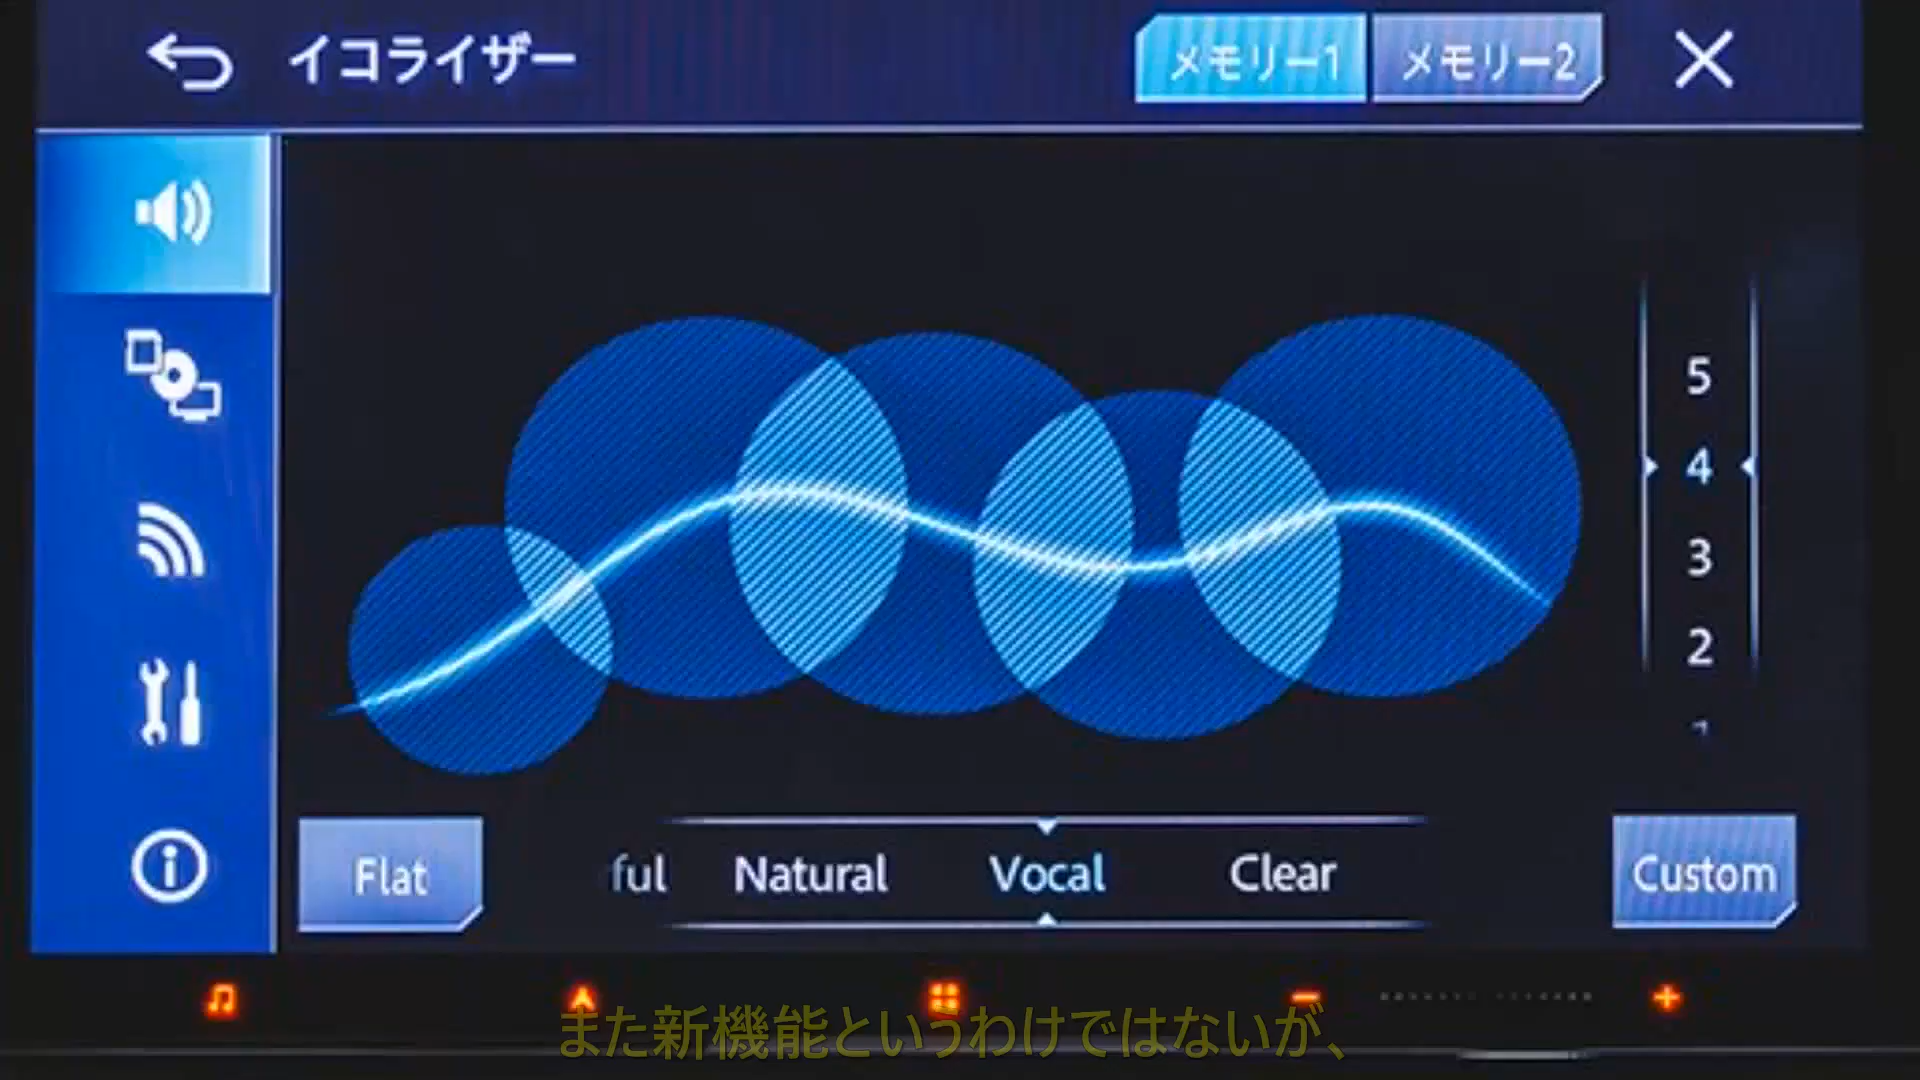 イコライザー
メモリー1
メモリー2
5
4
3
2
Flat
ful
Natural
Vocal
Clear
Custom
また新機能というわけではないが、